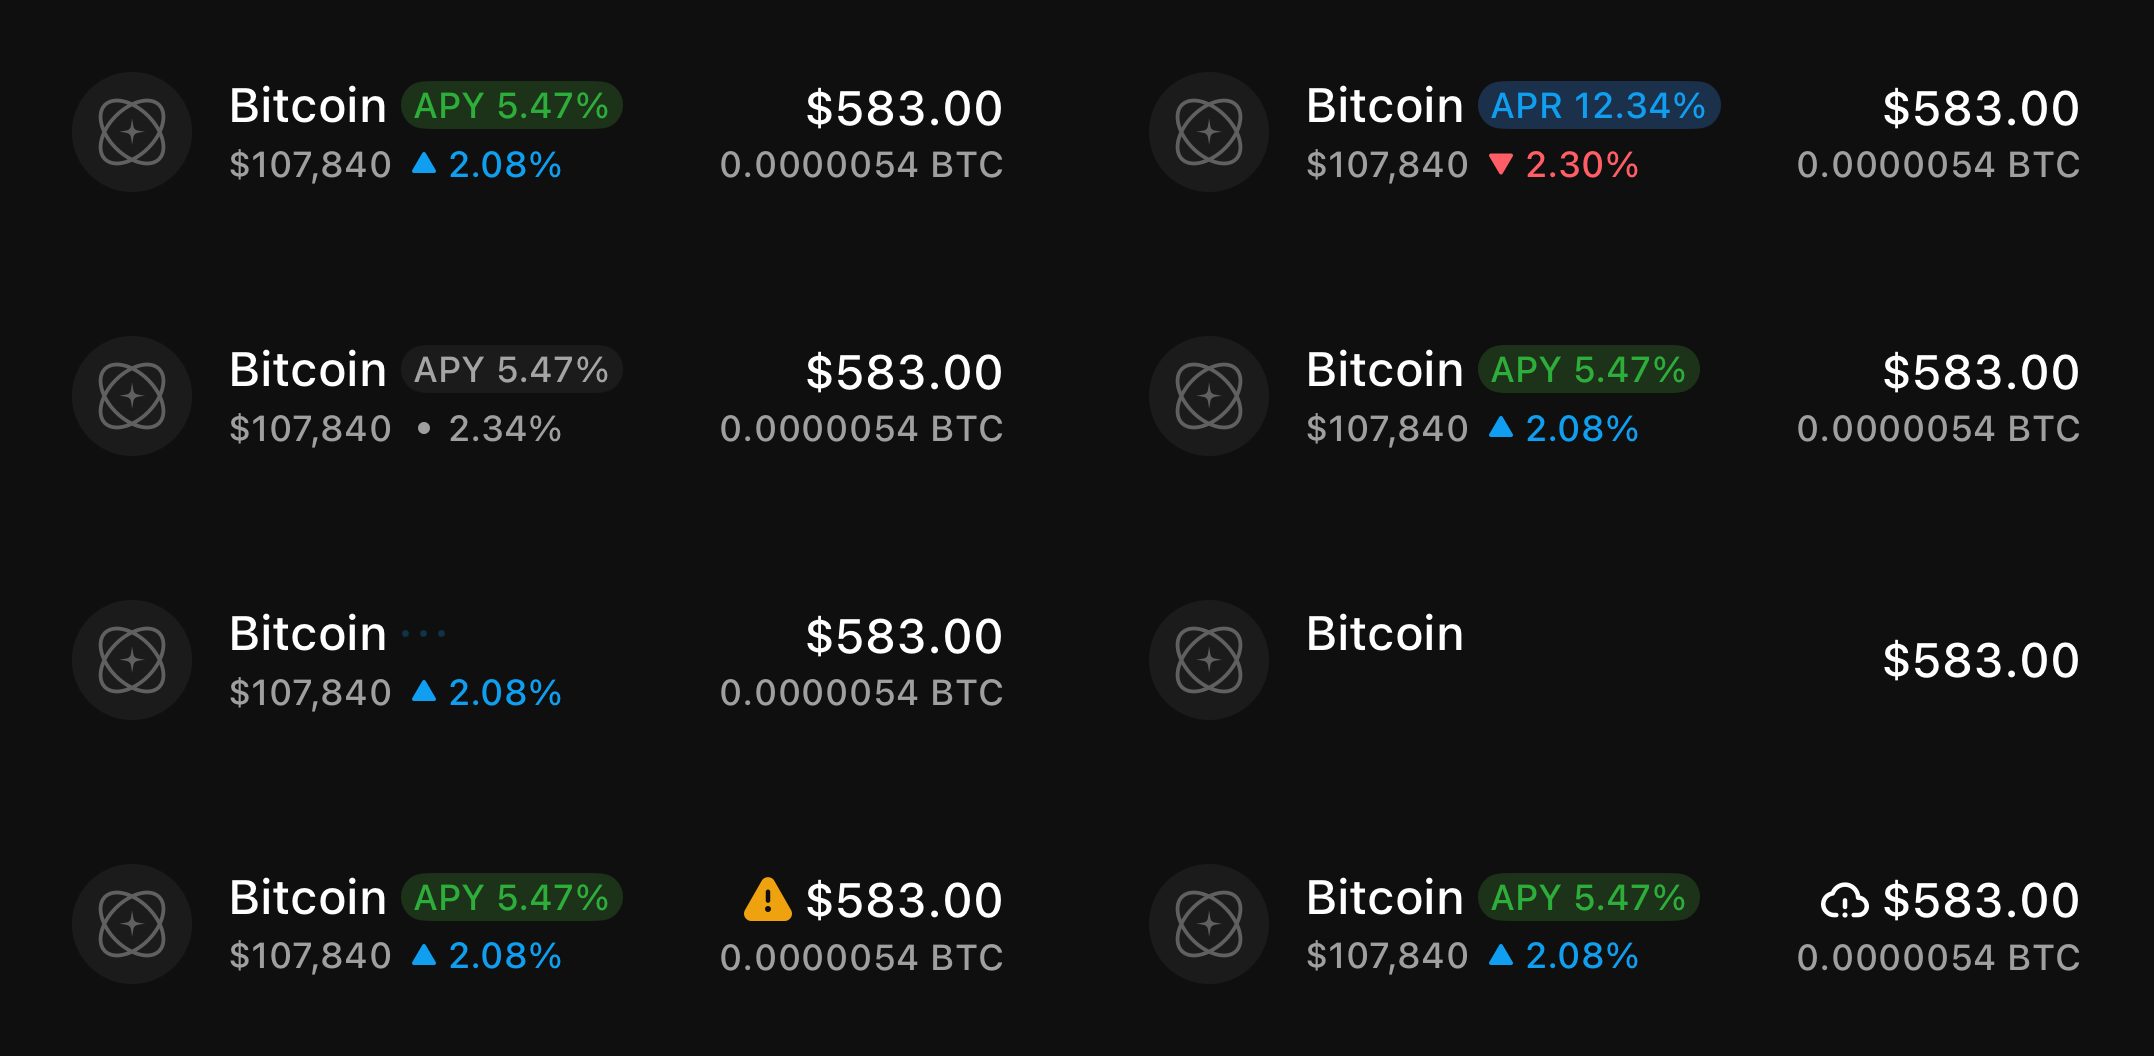 Bitcoin APY 5.47% $583.00
$107,840 ▲ 2.08% 0.0000054 BTC
Bitcoin APR 12.34% $583.00
$107,840 ▼ 2.30% 0.0000054 BTC
Bitcoin APY 5.47% $583.00
$107,840 • 2.34% 0.0000054 BTC
Bitcoin APY 5.47% $583.00
$107,840 ▲ 2.08% 0.0000054 BTC
Bitcoin ··· $583.00
$107,840 ▲ 2.08% 0.0000054 BTC
Bitcoin
$583.00
Bitcoin APY 5.47% $583.00
$107,840 ▲ 2.08% 0.0000054 BTC
Bitcoin APY 5.47% $583.00
$107,840 ▲ 2.08% 0.0000054 BTC